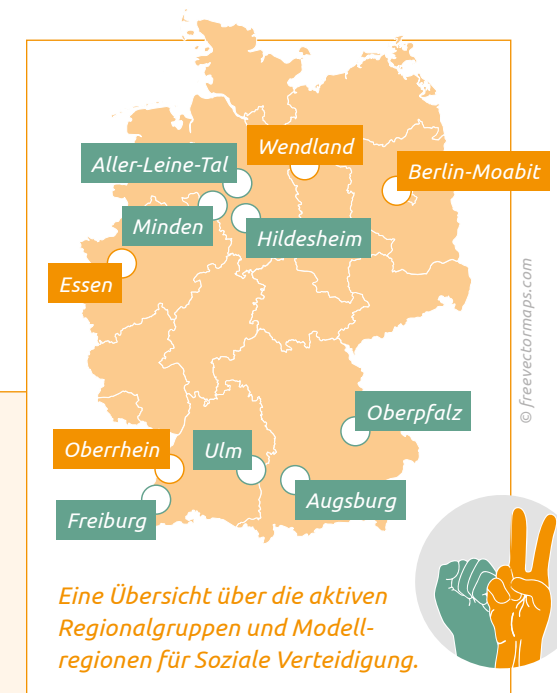 Wendland
Aller-Leine-Tal
Berlin-Moabit
Minden
Hildesheim
Essen
© freevectormaps.com
Oberpfalz
Oberrhein
Ulm
Augsburg
Freiburg
Eine Übersicht über die aktiven
Regionalgruppen und Modell-
regionen für Soziale Verteidigung.